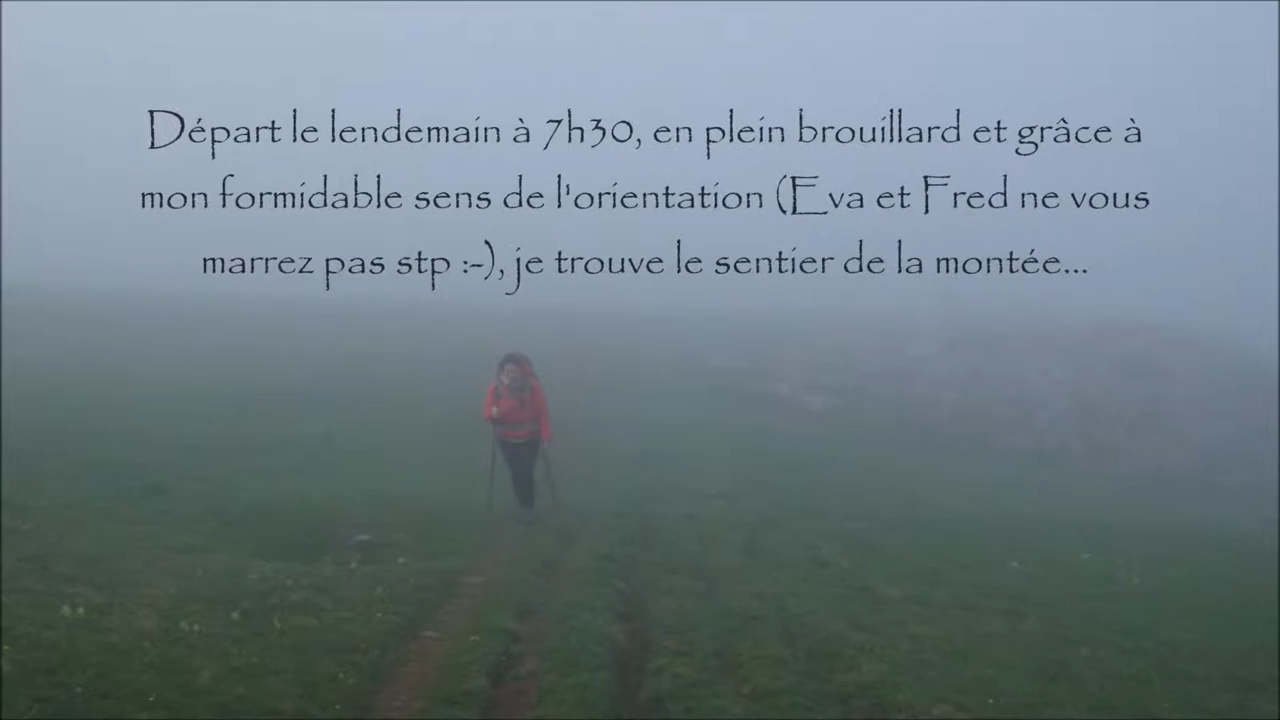 Départ le lendemain à 7h30, en plein brouillard et grâce à
mon formidable sens de l'orientation (Eva et Fred ne vous
marrez pas stp :-), je trouve le sentier de la montée...